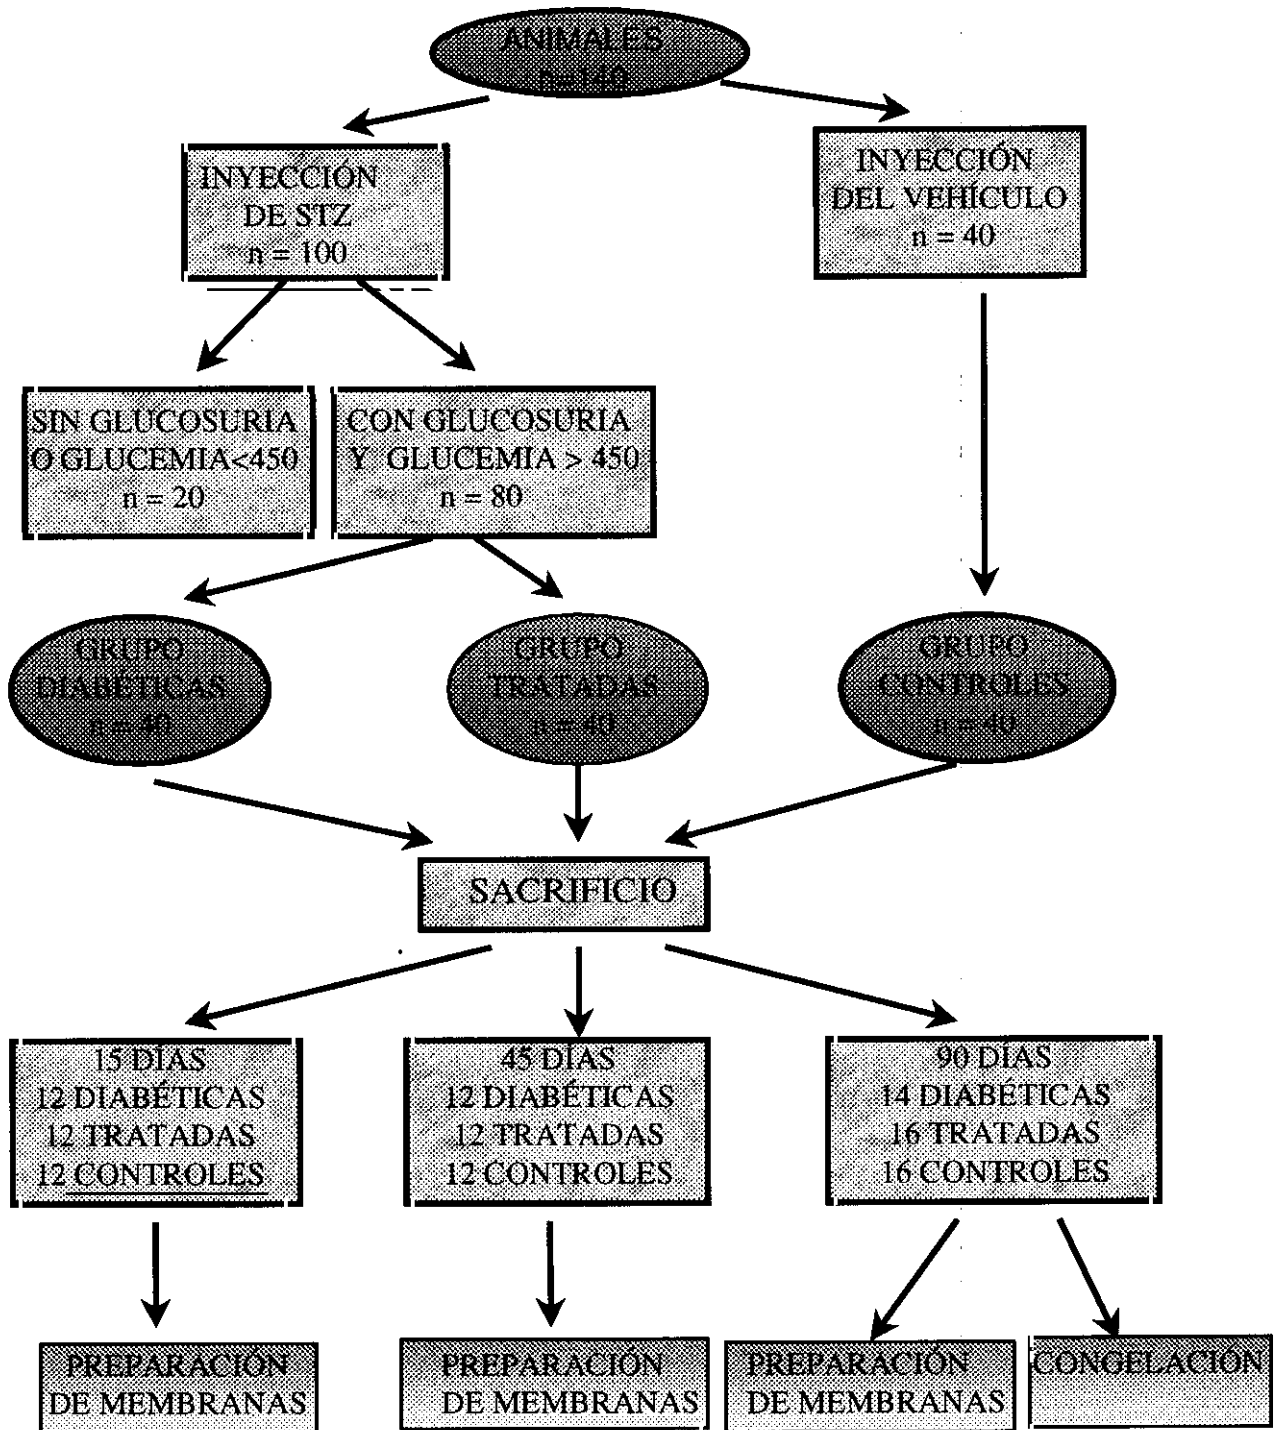 ANIMALES
n=140
INYECCIÓN
DE STZ
n = 100
INYECCIÓN
DEL VEHÍCULO
n = 40
SIN GLUCOSURIA
O GLUCEMIA<450
n = 20
CON GLUCOSURIA
Y GLUCEMIA > 450
n = 80
GRUPO
DIABÉTICAS
n = 40
GRUPO
TRATADAS
n = 40
GRUPO
CONTROLES
n = 40
SACRIFICIO
15 DÍAS
12 DIABÉTICAS
12 TRATADAS
12 CONTROLES
45 DÍAS
12 DIABÉTICAS
12 TRATADAS
12 CONTROLES
90 DÍAS
14 DIABÉTICAS
16 TRATADAS
16 CONTROLES
PREPARACIÓN
DE MEMBRANAS
PREPARACIÓN
DE MEMBRANAS
PREPARACIÓN
DE MEMBRANAS
CONGELACIÓN